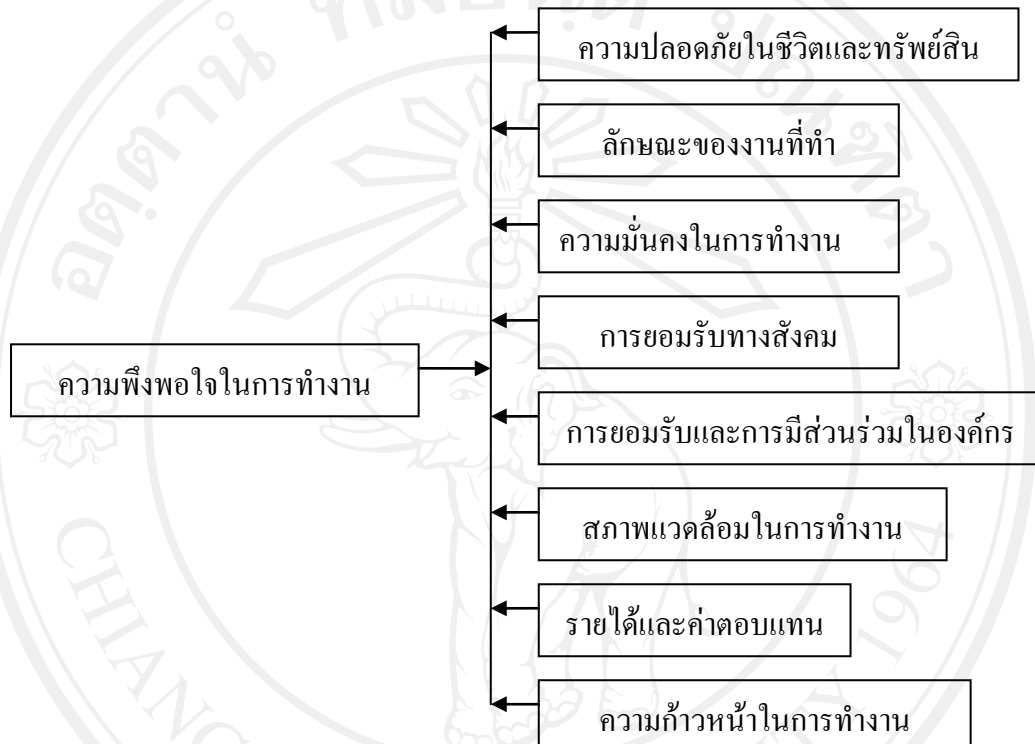 ความปลอดภัยในชีวิตและทรัพย์สิน
ลักษณะของงานที่ทำ
ความมั่นคงในการทำงาน
การยอมรับทางสังคม
ความพึงพอใจในการทำงาน
การยอมรับและการมีส่วนร่วมในองค์กร
สภาพแวดล้อมในการทำงาน
รายได้และค่าตอบแทน
ความก้าวหน้าในการทำงาน
1964